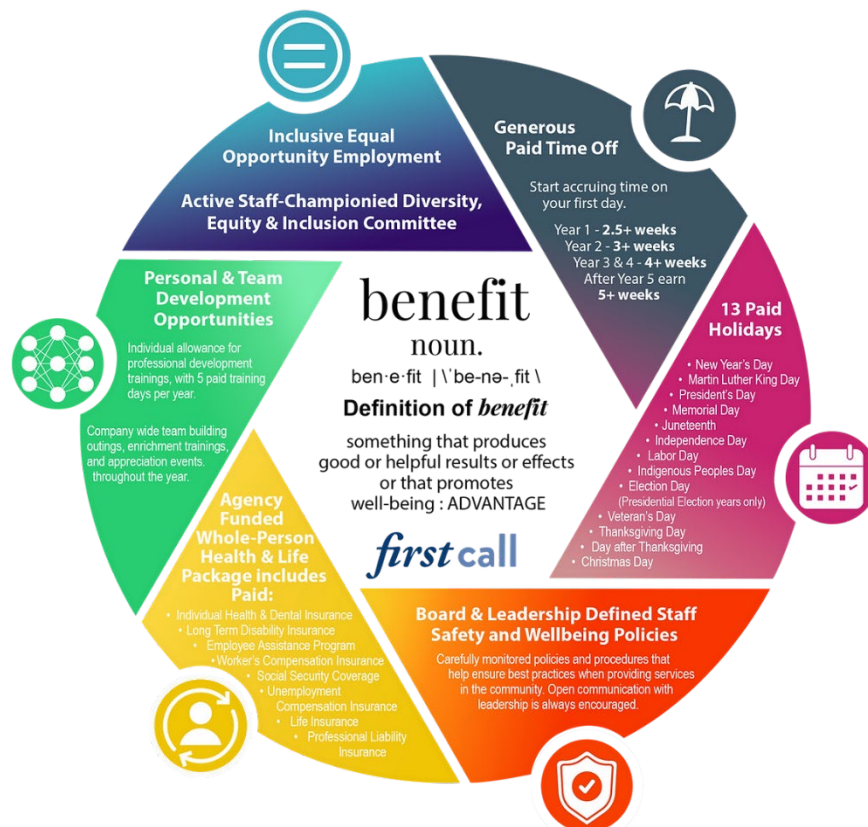 Inclusive Equal
Opportunity Employment
Active Staff-Championied Diversity,
Equity & Inclusion Committee
Generous
Paid Time Off
Start accruing time on
your first day.
Year 1 - 2.5+ weeks
Year 2 - 3+ weeks
Year 3 & 4 - 4+ weeks
After Year 5 earn
5+ weeks
13 Paid
Holidays
• New Year's Day
• Martin Luther King Day
• President's Day
• Memorial Day
• Juneteenth
• Independence Day
• Labor Day
• Indigenous Peoples Day
• Election Day
(Presidential Election years only)
• Veteran's Day
• Thanksgiving Day
• Day after Thanksgiving
• Christmas Day
Board & Leadership Defined Staff
Safety and Wellbeing Policies
Carefully monitored policies and procedures that
help ensure best practices when providing services
in the community. Open communication with
leadership is always encouraged.
Agency
Funded
Whole-Person
Health & Life
Package includes
Paid:
• Individual Health & Dental Insurance
• Long Term Disability Insurance
• Employee Assistance Program
• Worker's Compensation Insurance
• Social Security Coverage
• Unemployment
Compensation Insurance
• Life Insurance
• Professional Liability
Insurance
Personal & Team
Development
Opportunities
Individual allowance for
professional development
trainings, with 5 paid training
days per year.
Company wide team building
outings, enrichment trainings,
and appreciation events.
throughout the year.
benefit
noun.
ben·e·fit | \ˈbe-nə-ˌfit \
Definition of benefit
something that produces
good or helpful results or effects
or that promotes
well-being : ADVANTAGE
first call